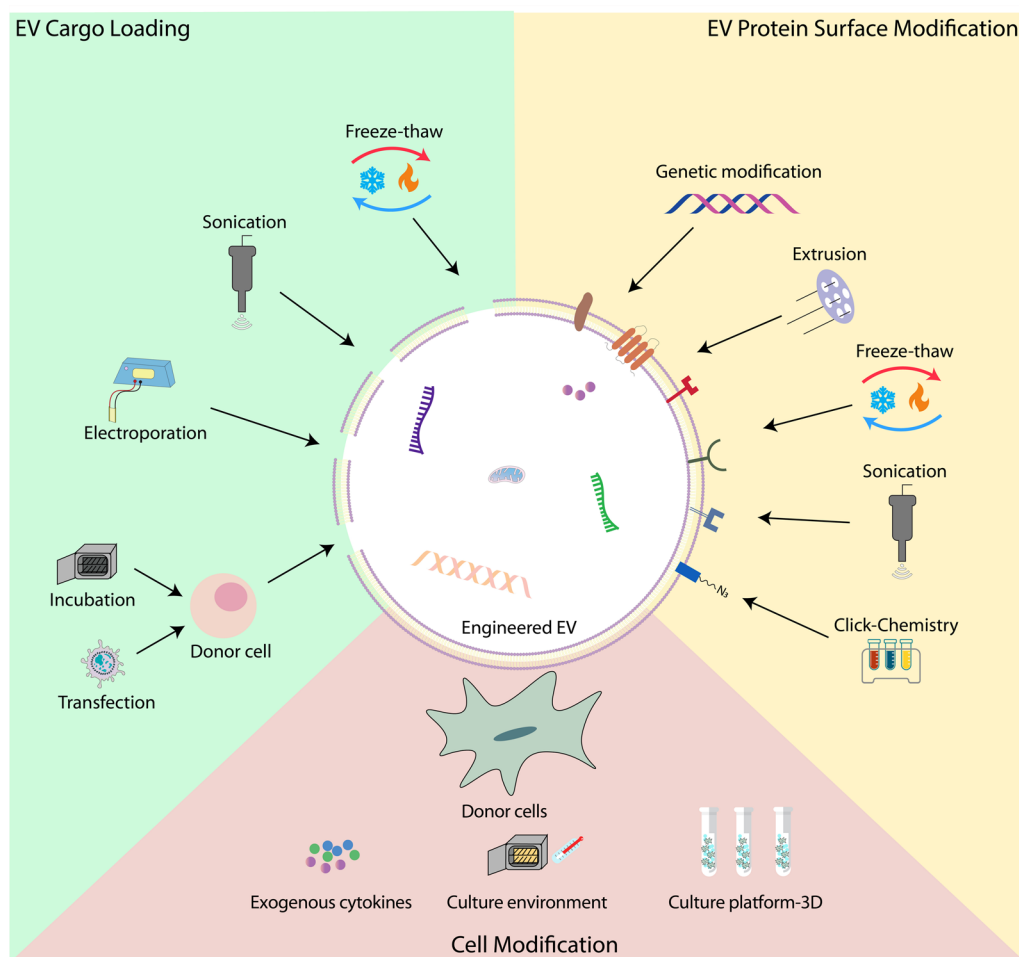 EV Cargo Loading
EV Protein Surface Modification
Freeze-thaw
Sonication
Electroporation
Incubation
Donor cell
Transfection
Genetic modification
Extrusion
Freeze-thaw
Sonication
N₃
Click-Chemistry
Engineered EV
Donor cells
Exogenous cytokines
Culture environment
Culture platform-3D
Cell Modification